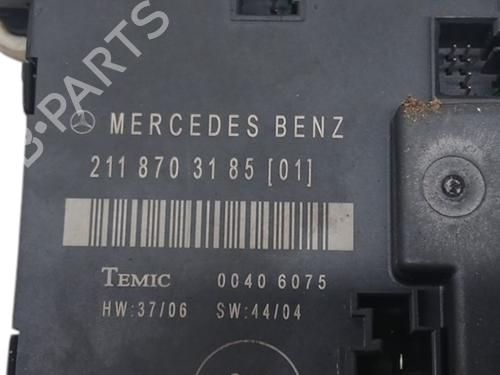 B-PARTS
MERCEDES BENZ
211 870 31 85 [01]
TEMIC 0040 6075
HW:37/06 SW:44/04